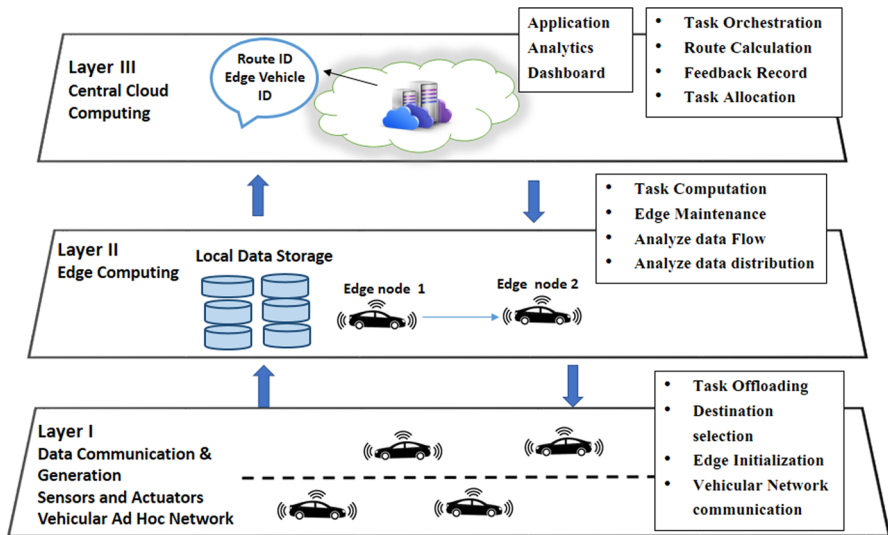 Layer III
Central Cloud
Computing
Route ID
Edge Vehicle
ID
Application
Analytics
Dashboard
• Task Orchestration
• Route Calculation
• Feedback Record
• Task Allocation
Layer II
Edge Computing
Local Data Storage
Edge node 1
Edge node 2
• Task Computation
• Edge Maintenance
• Analyze data Flow
• Analyze data distribution
Layer I
Data Communication &
Generation
Sensors and Actuators
Vehicular Ad Hoc Network
• Task Offloading
• Destination
selection
• Edge Initialization
• Vehicular Network
communication